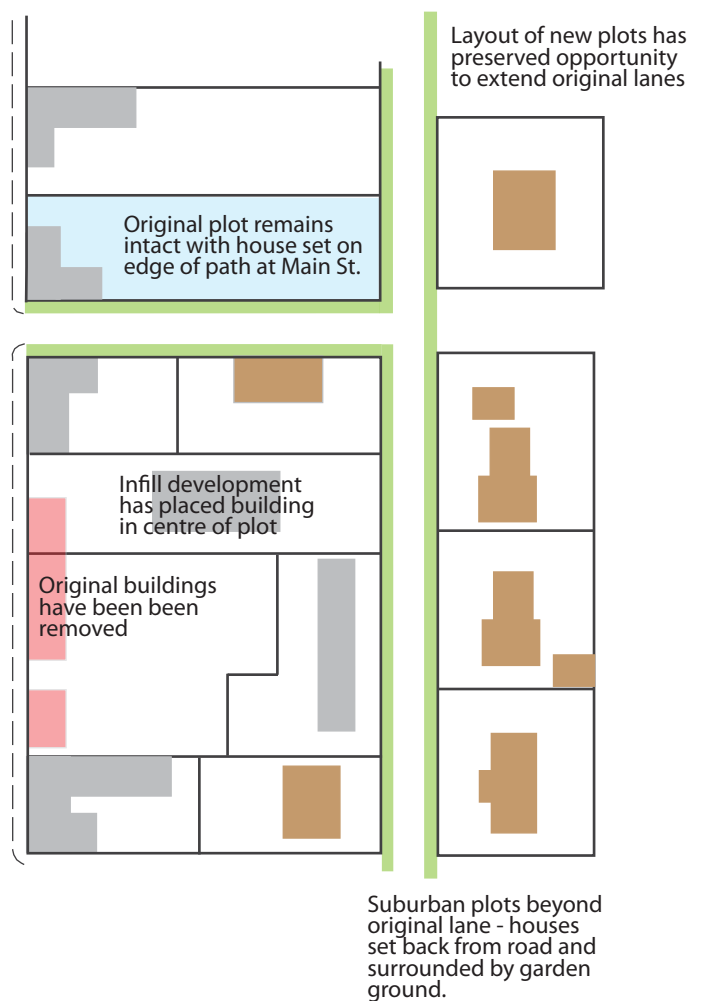 Layout of new plots has
preserved opportunity
to extend original lanes
Original plot remains
intact with house set on
edge of path at Main St.
Infill development
has placed building
in centre of plot
Original buildings
have been been
removed
Suburban plots beyond
original lane - houses
set back from road and
surrounded by garden
ground.